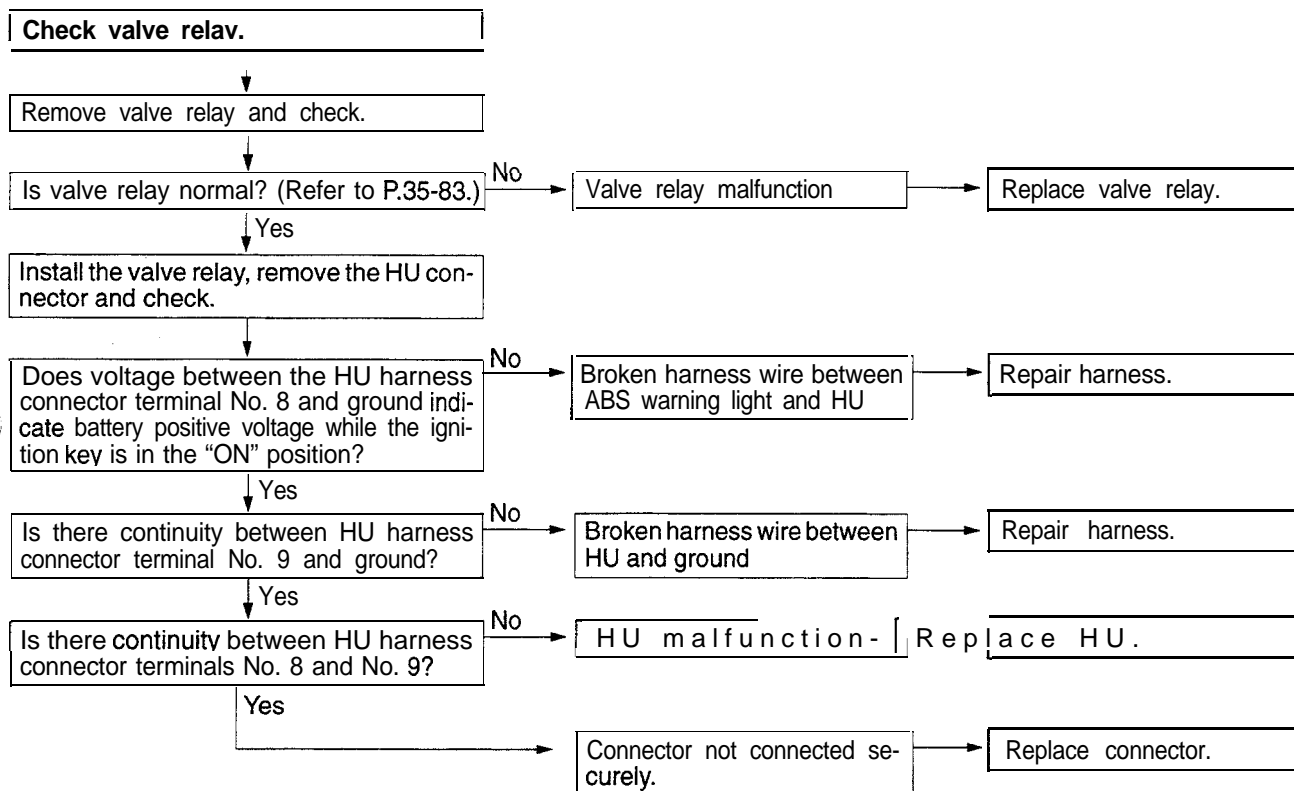 Check valve relav.
Remove valve relay and check.
Is valve relay normal? (Refer to P.35-83.)
No
Valve relay malfunction
Replace valve relay.
Yes
Install the valve relay, remove the HU con-
nector and check.
Does voltage between the HU harness
connector terminal No. 8 and ground indi-
cate battery positive voltage while the igni-
tion key is in the “ON” position?
No
Broken harness wire between
ABS warning light and HU
Repair harness.
Yes
Is there continuity between HU harness
connector terminal No. 9 and ground?
No
Broken harness wire between
HU and ground
Repair harness.
Yes
Is there continuity between HU harness
connector terminals No. 8 and No. 9?
No
HU malfunction-
Replace HU.
Yes
Connector not connected se-
curely.
Replace connector.